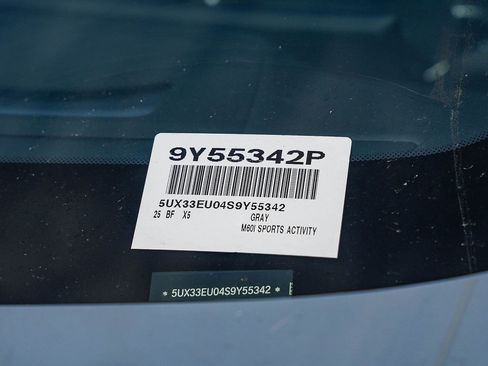 9Y55342P
5UX33EU04S9Y55342
25 BF X5 GRAY
M60I SPORTS ACTIVITY
* 5UX33EU04S9Y55342 *